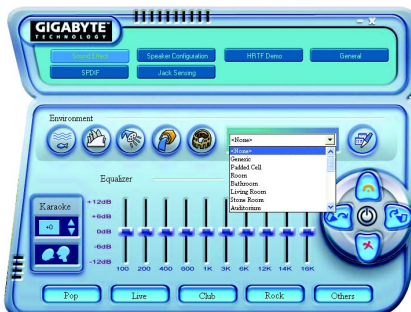 GIGABYTE™
TECHNOLOGY
Sound Effect
Speaker Configuration
HRTF Demo
General
SPDIF
Jack Sensing
Environment
<None>
<None>
Generic
Padded Cell
Room
Bathroom
Living Room
Stone Room
Auditorium
Equalizer
Karaoke
+0
+12dB
+6dB
0dB
-6dB
-12dB
100 200 400 600 1K 3K 6K 12K 14K 16K
Pop
Live
Club
Rock
Others